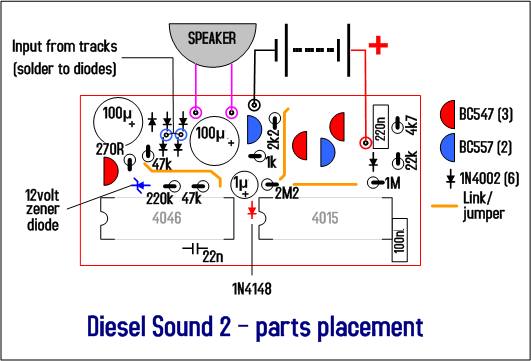 SPEAKER
Input from tracks
(solder to diodes)
+
100µ
+
100µ
+
2k2
220n
4k7
BC547 (3)
BC557 (2)
1N4002 (6)
Link/
jumper
270R
47k
1k
22k
12volt
zener
diode
220k
47k
1µ
+
2M2
1M
4046
4015
22n
100n
1N4148
Diesel Sound 2 - parts placement